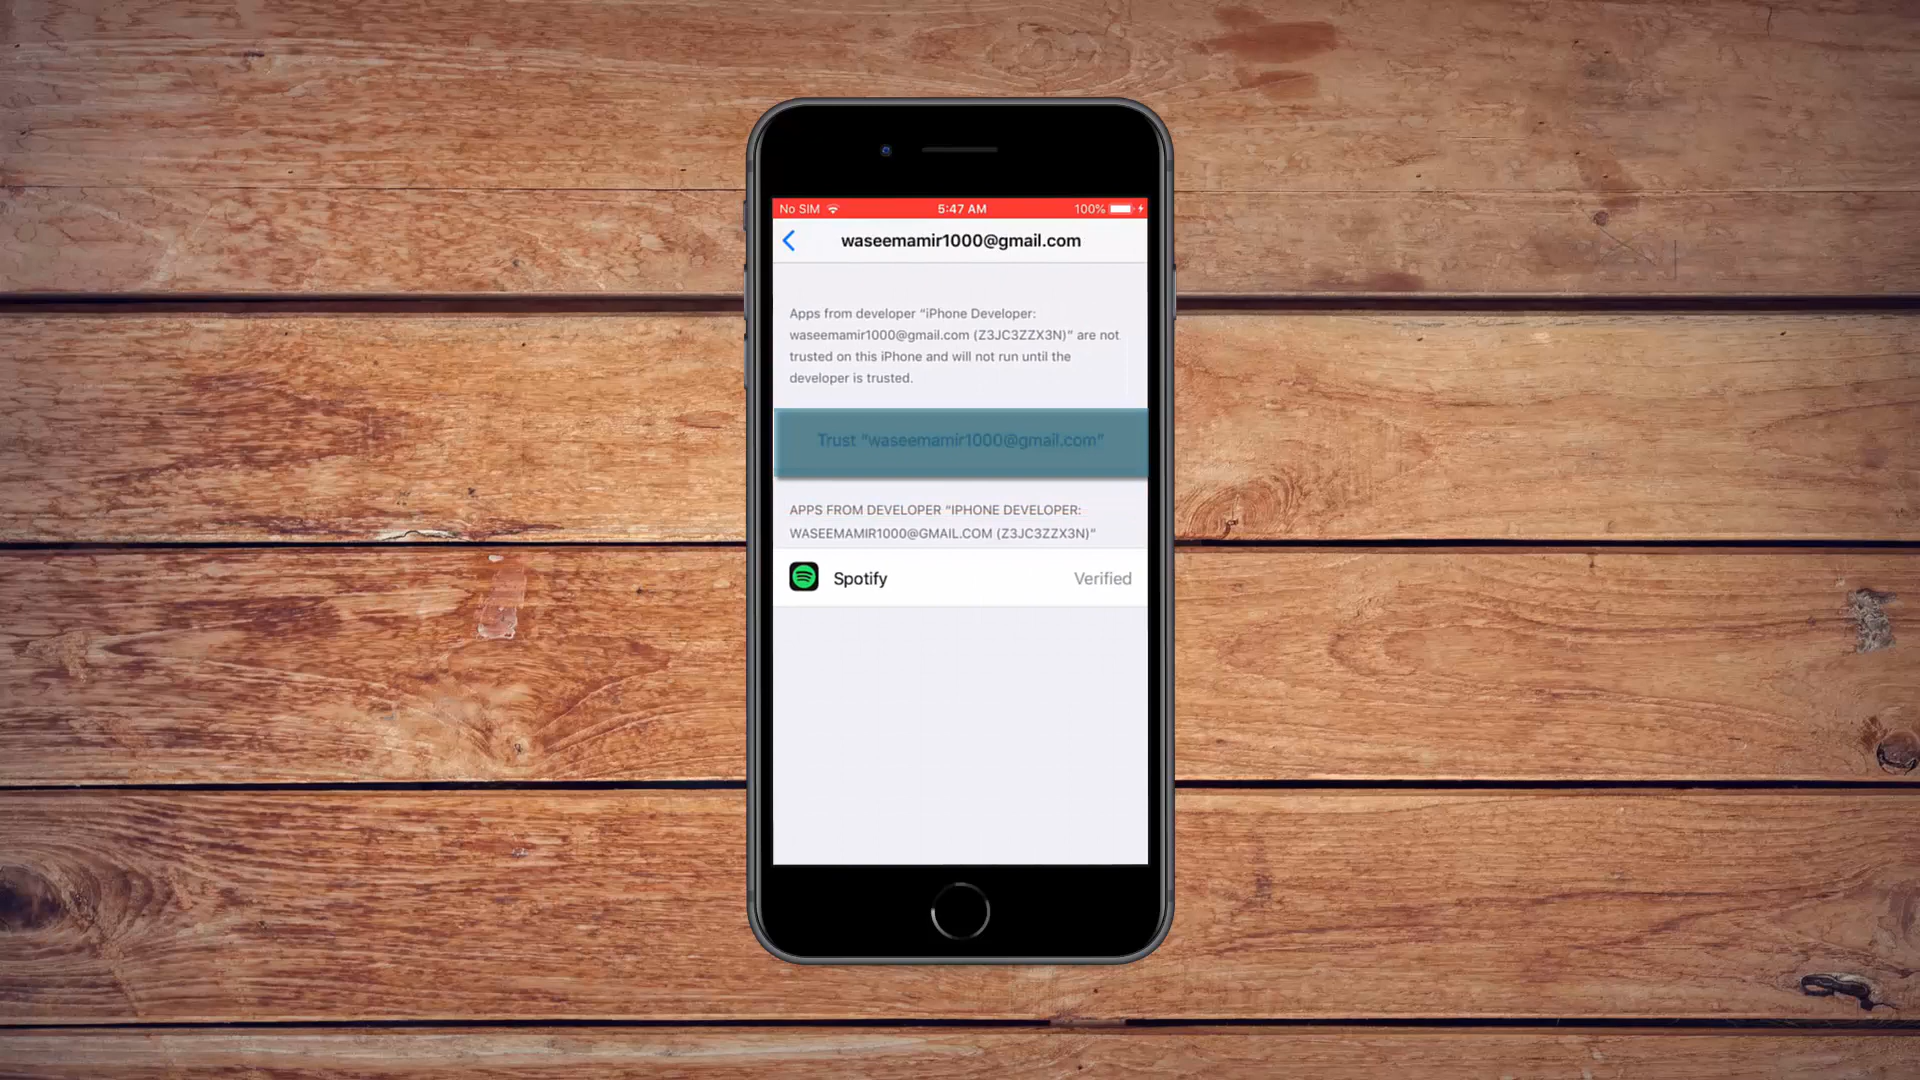 No SIM 5:47 AM 100%
waseemamir1000@gmail.com
Apps from developer “iPhone Developer:
waseemamir1000@gmail.com (Z3JC3ZZX3N)” are not
trusted on this iPhone and will not run until the
developer is trusted.
Trust “waseemamir1000@gmail.com”
APPS FROM DEVELOPER “IPHONE DEVELOPER:
WASEEMAMIR1000@GMAIL.COM (Z3JC3ZZX3N)”
Spotify Verified